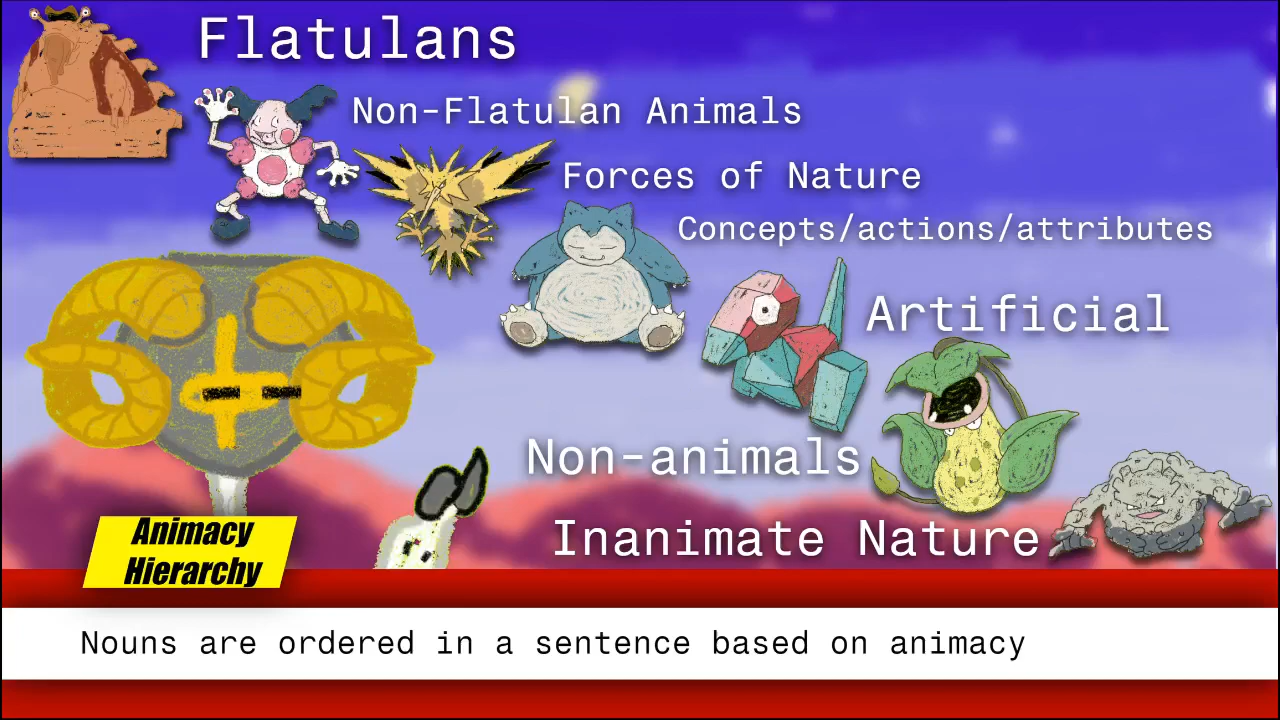 Flatulans
Non-Flatulan Animals
Forces of Nature
Concepts/actions/attributes
Artificial
Non-animals
Inanimate Nature
Animacy
Hierarchy
Nouns are ordered in a sentence based on animacy